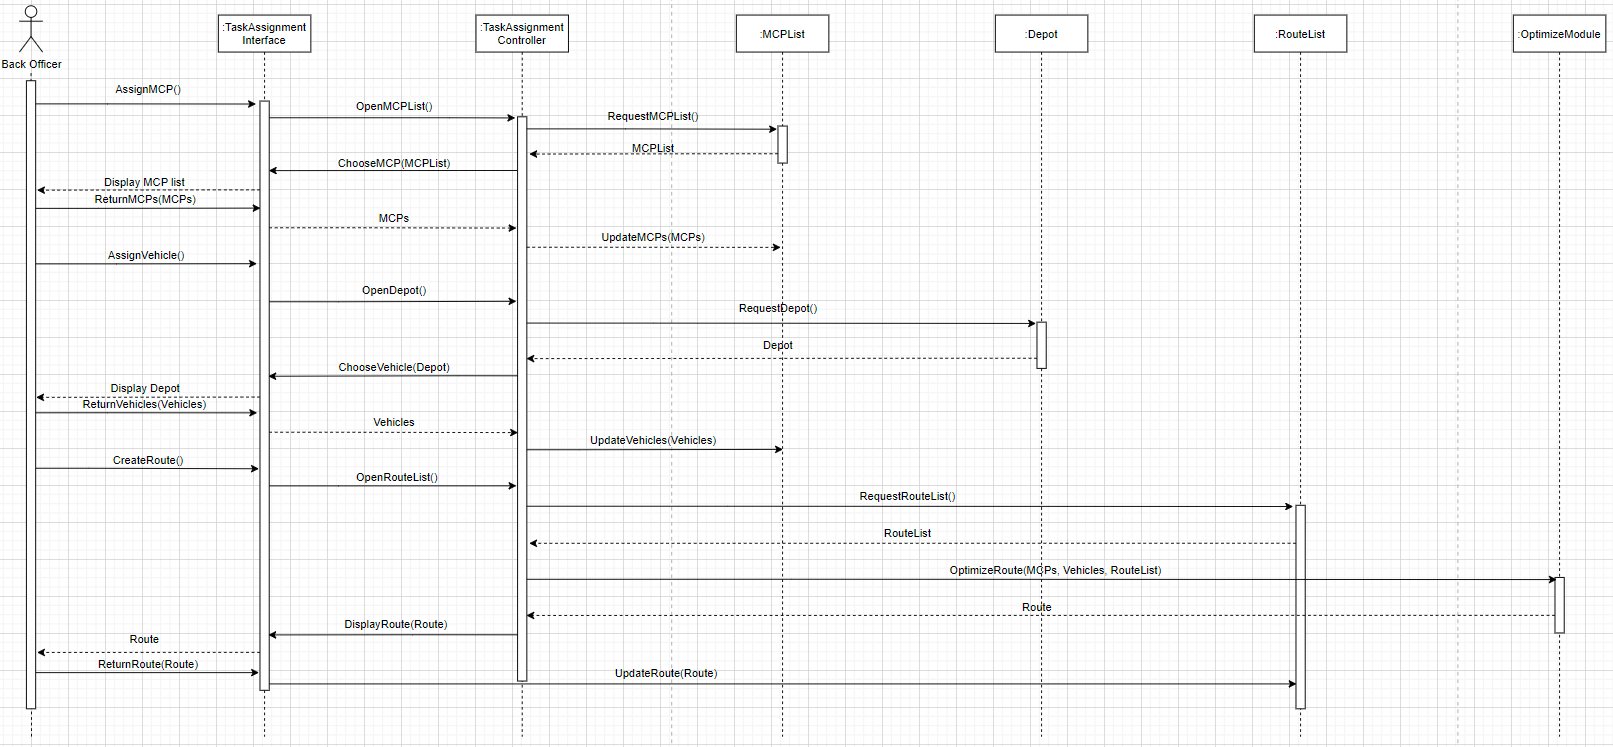 Back Officer
:TaskAssignment
Interface
:TaskAssignment
Controller
:MCPList
:Depot
:RouteList
:OptimizeModule
AssignMCP()
OpenMCPList()
RequestMCPList()
MCPList
ChooseMCP(MCPList)
Display MCP list
ReturnMCPs(MCPs)
MCPs
UpdateMCPs(MCPs)
AssignVehicle()
OpenDepot()
RequestDepot()
Depot
ChooseVehicle(Depot)
Display Depot
ReturnVehicles(Vehicles)
Vehicles
UpdateVehicles(Vehicles)
CreateRoute()
OpenRouteList()
RequestRouteList()
RouteList
OptimizeRoute(MCPs, Vehicles, RouteList)
Route
DisplayRoute(Route)
Route
ReturnRoute(Route)
UpdateRoute(Route)